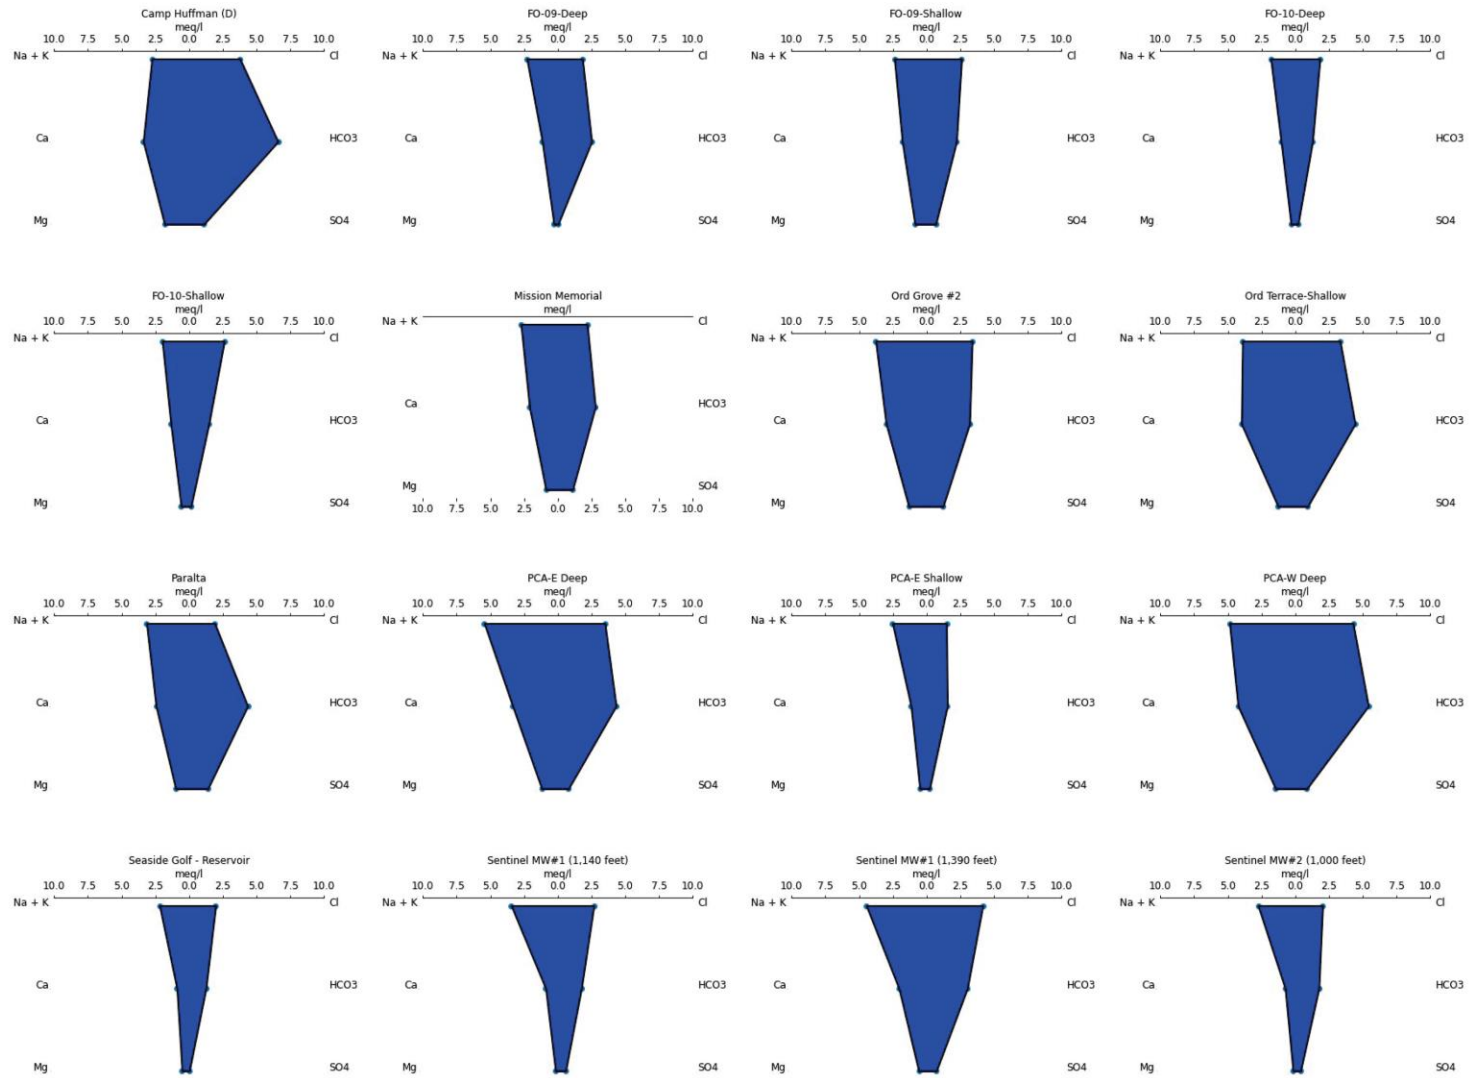 Camp Huffman (D)
meq/l
10.0 7.5 5.0 2.5 0.0 2.5 5.0 7.5 10.0
Na + K Cl
Ca HCO3
Mg SO4
FO-09-Deep
meq/l
10.0 7.5 5.0 2.5 0.0 2.5 5.0 7.5 10.0
Na + K Cl
Ca HCO3
Mg SO4
FO-09-Shallow
meq/l
10.0 7.5 5.0 2.5 0.0 2.5 5.0 7.5 10.0
Na + K Cl
Ca HCO3
Mg SO4
FO-10-Deep
meq/l
10.0 7.5 5.0 2.5 0.0 2.5 5.0 7.5 10.0
Na + K Cl
Ca HCO3
Mg SO4
FO-10-Shallow
meq/l
10.0 7.5 5.0 2.5 0.0 2.5 5.0 7.5 10.0
Na + K Cl
Ca HCO3
Mg SO4
Mission Memorial
meq/l
Na + K Cl
Ca HCO3
Mg SO4
10.0 7.5 5.0 2.5 0.0 2.5 5.0 7.5 10.0
Ord Grove #2
meq/l
10.0 7.5 5.0 2.5 0.0 2.5 5.0 7.5 10.0
Na + K Cl
Ca HCO3
Mg SO4
Ord Terrace-Shallow
meq/l
10.0 7.5 5.0 2.5 0.0 2.5 5.0 7.5 10.0
Na + K Cl
Ca HCO3
Mg SO4
Paralta
meq/l
10.0 7.5 5.0 2.5 0.0 2.5 5.0 7.5 10.0
Na + K Cl
Ca HCO3
Mg SO4
PCA-E Deep
meq/l
10.0 7.5 5.0 2.5 0.0 2.5 5.0 7.5 10.0
Na + K Cl
Ca HCO3
Mg SO4
PCA-E Shallow
meq/l
10.0 7.5 5.0 2.5 0.0 2.5 5.0 7.5 10.0
Na + K Cl
Ca HCO3
Mg SO4
PCA-W Deep
meq/l
10.0 7.5 5.0 2.5 0.0 2.5 5.0 7.5 10.0
Na + K Cl
Ca HCO3
Mg SO4
Seaside Golf - Reservoir
meq/l
10.0 7.5 5.0 2.5 0.0 2.5 5.0 7.5 10.0
Na + K Cl
Ca HCO3
Mg SO4
Sentinel MW#1 (1,140 feet)
meq/l
10.0 7.5 5.0 2.5 0.0 2.5 5.0 7.5 10.0
Na + K Cl
Ca HCO3
Mg SO4
Sentinel MW#1 (1,390 feet)
meq/l
10.0 7.5 5.0 2.5 0.0 2.5 5.0 7.5 10.0
Na + K Cl
Ca HCO3
Mg SO4
Sentinel MW#2 (1,000 feet)
meq/l
10.0 7.5 5.0 2.5 0.0 2.5 5.0 7.5 10.0
Na + K Cl
Ca HCO3
Mg SO4